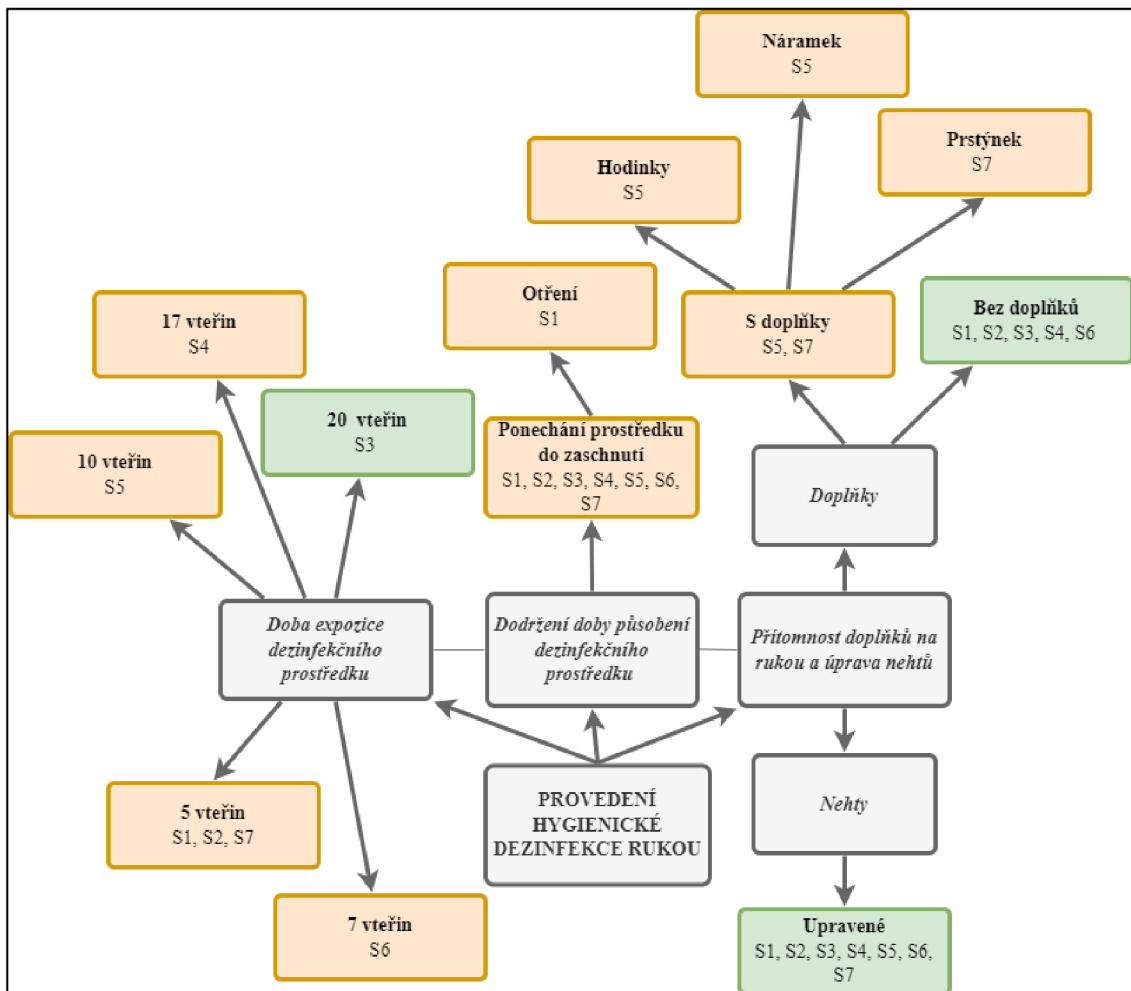 Náramek
S5
Hodinky
S5
Prstýnek
S7
Otření
S1
S doplňky
S5, S7
Bez doplňků
S1, S2, S3, S4, S6
17 vteřin
S4
20 vteřin
S3
10 vteřin
S5
Ponechání prostředku
do zaschnutí
S1, S2, S3, S4, S5, S6,
S7
Doplňky
Doba expozice
dezinfekčního
prostředku
Dodržení doby působení
dezinfekčního
prostředku
Přítomnost doplňků na
rukou a úprava nehtů
5 vteřin
S1, S2, S7
PROVEDENÍ
HYGIENICKÉ
DEZINFEKCE RUKOU
Nehty
7 vteřin
S6
Upravené
S1, S2, S3, S4, S5, S6,
S7